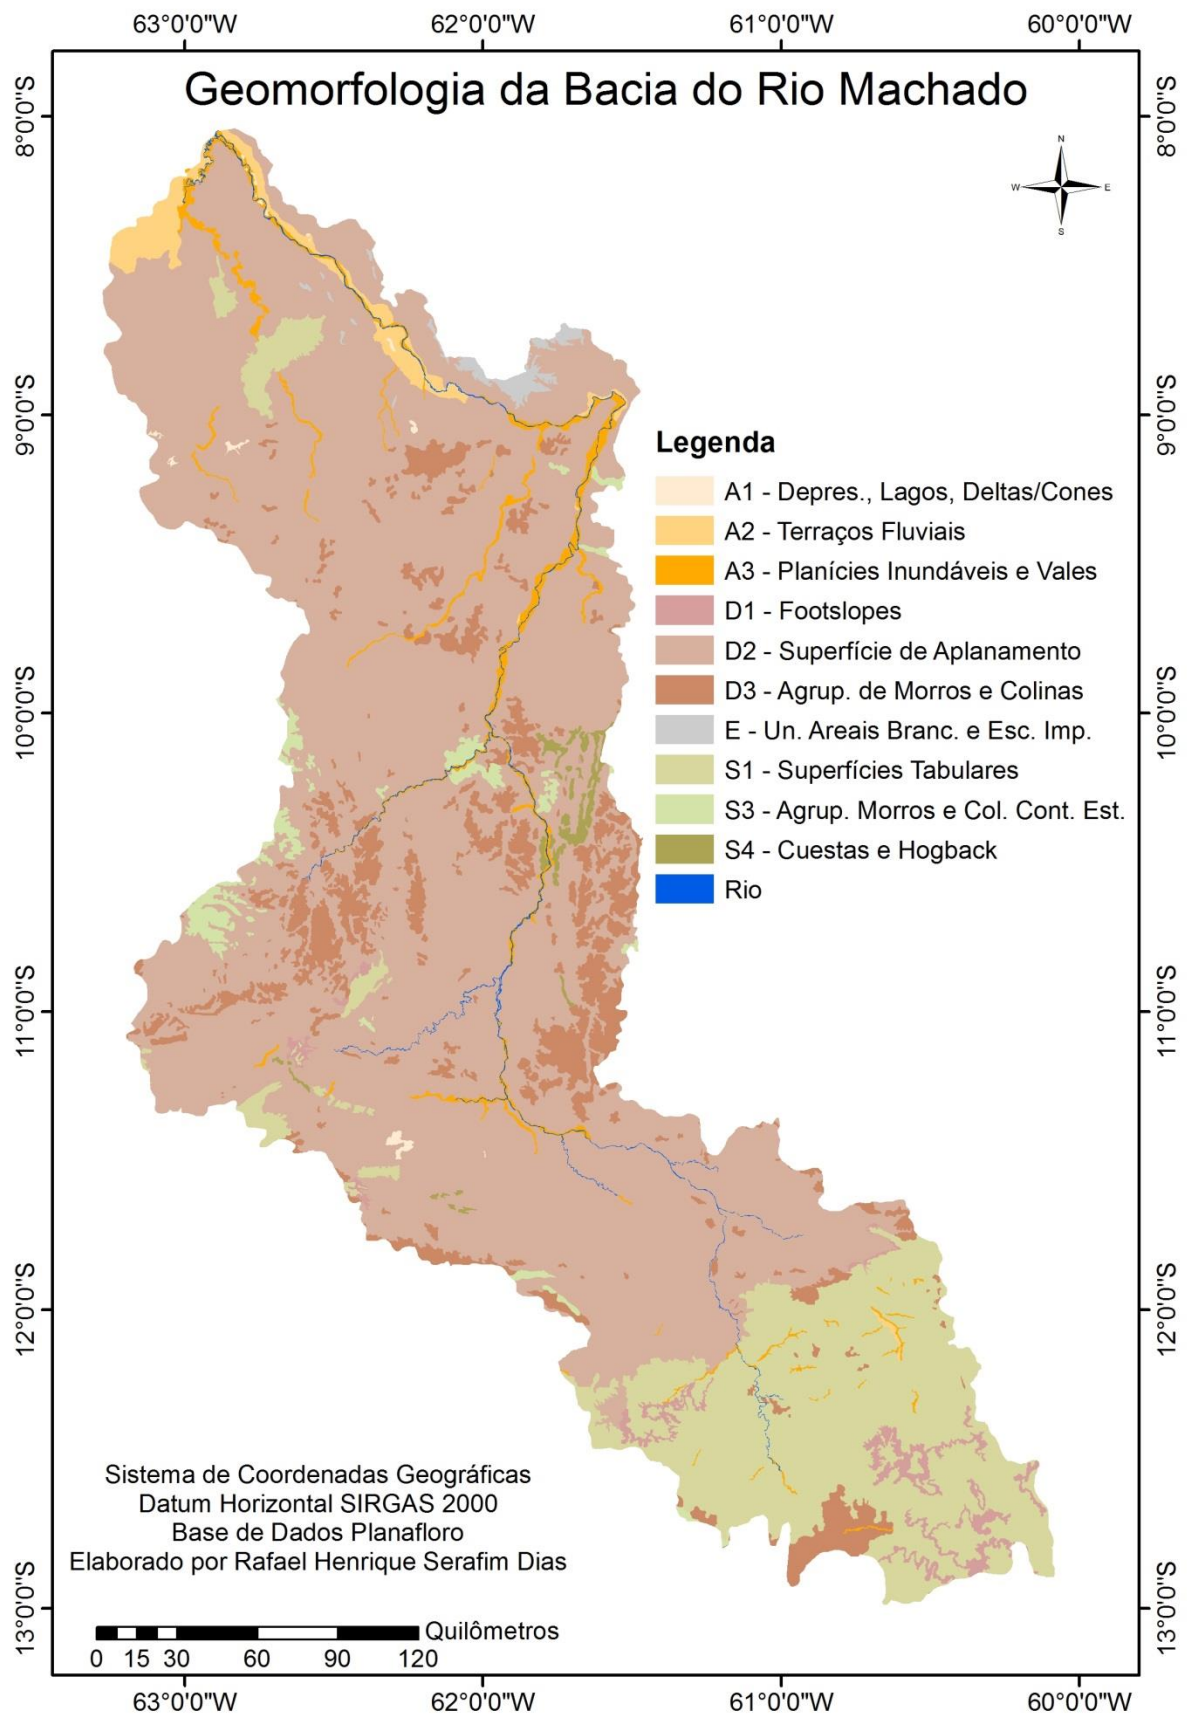 63°0'0"W 62°0'0"W 61°0'0"W 60°0'0"W
Geomorfologia da Bacia do Rio Machado
8°0'0"S 8°0'0"S
N
W E
S
9°0'0"S 9°0'0"S
Legenda
A1 - Depres., Lagos, Deltas/Cones
A2 - Terraços Fluviais
A3 - Planícies Inundáveis e Vales
D1 - Footslopes
D2 - Superfície de Aplanamento
D3 - Agrup. de Morros e Colinas
E - Un. Areais Branc. e Esc. Imp.
S1 - Superfícies Tabulares
S3 - Agrup. Morros e Col. Cont. Est.
S4 - Cuestas e Hogback
Rio
10°0'0"S 10°0'0"S
11°0'0"S 11°0'0"S
12°0'0"S 12°0'0"S
Sistema de Coordenadas Geográficas
Datum Horizontal SIRGAS 2000
Base de Dados Planafloro
Elaborado por Rafael Henrique Serafim Dias
13°0'0"S 13°0'0"S
Quilômetros
0 15 30 60 90 120
63°0'0"W 62°0'0"W 61°0'0"W 60°0'0"W